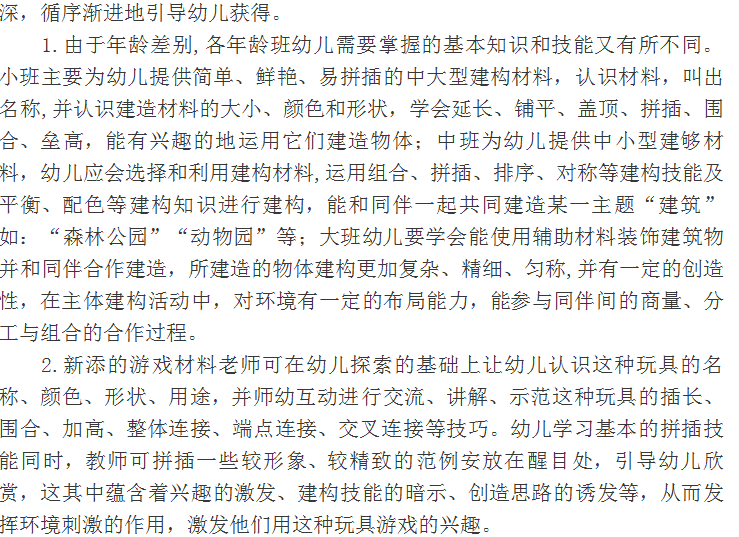 深，循序渐进地引导幼儿获得。
1.由于年龄差别,各年龄班幼儿需要掌握的基本知识和技能又有所不同。
小班主要为幼儿提供简单、鲜艳、易拼插的中大型建构材料，认识材料，叫出
名称,并认识建造材料的大小、颜色和形状，学会延长、铺平、盖顶、拼插、围
合、垒高，能有兴趣的地运用它们建造物体；中班为幼儿提供中小型建够材
料，幼儿应会选择和利用建构材料,运用组合、拼插、排序、对称等建构技能及
平衡、配色等建构知识进行建构，能和同伴一起共同建造某一主题“建筑”
如：“森林公园”“动物园”等；大班幼儿要学会能使用辅助材料装饰建筑物
并和同伴合作建造，所建造的物体建构更加复杂、精细、匀称,并有一定的创造
性，在主体建构活动中，对环境有一定的布局能力，能参与同伴间的商量、分
工与组合的合作过程。
2.新添的游戏材料老师可在幼儿探索的基础上让幼儿认识这种玩具的名
称、颜色、形状、用途，并师幼互动进行交流、讲解、示范这种玩具的插长、
围合、加高、整体连接、端点连接、交叉连接等技巧。幼儿学习基本的拼插技
能同时，教师可拼插一些较形象、较精致的范例安放在醒目处，引导幼儿欣
赏，这其中蕴含着兴趣的激发、建构技能的暗示、创造思路的诱发等，从而发
挥环境刺激的作用，激发他们用这种玩具游戏的兴趣。